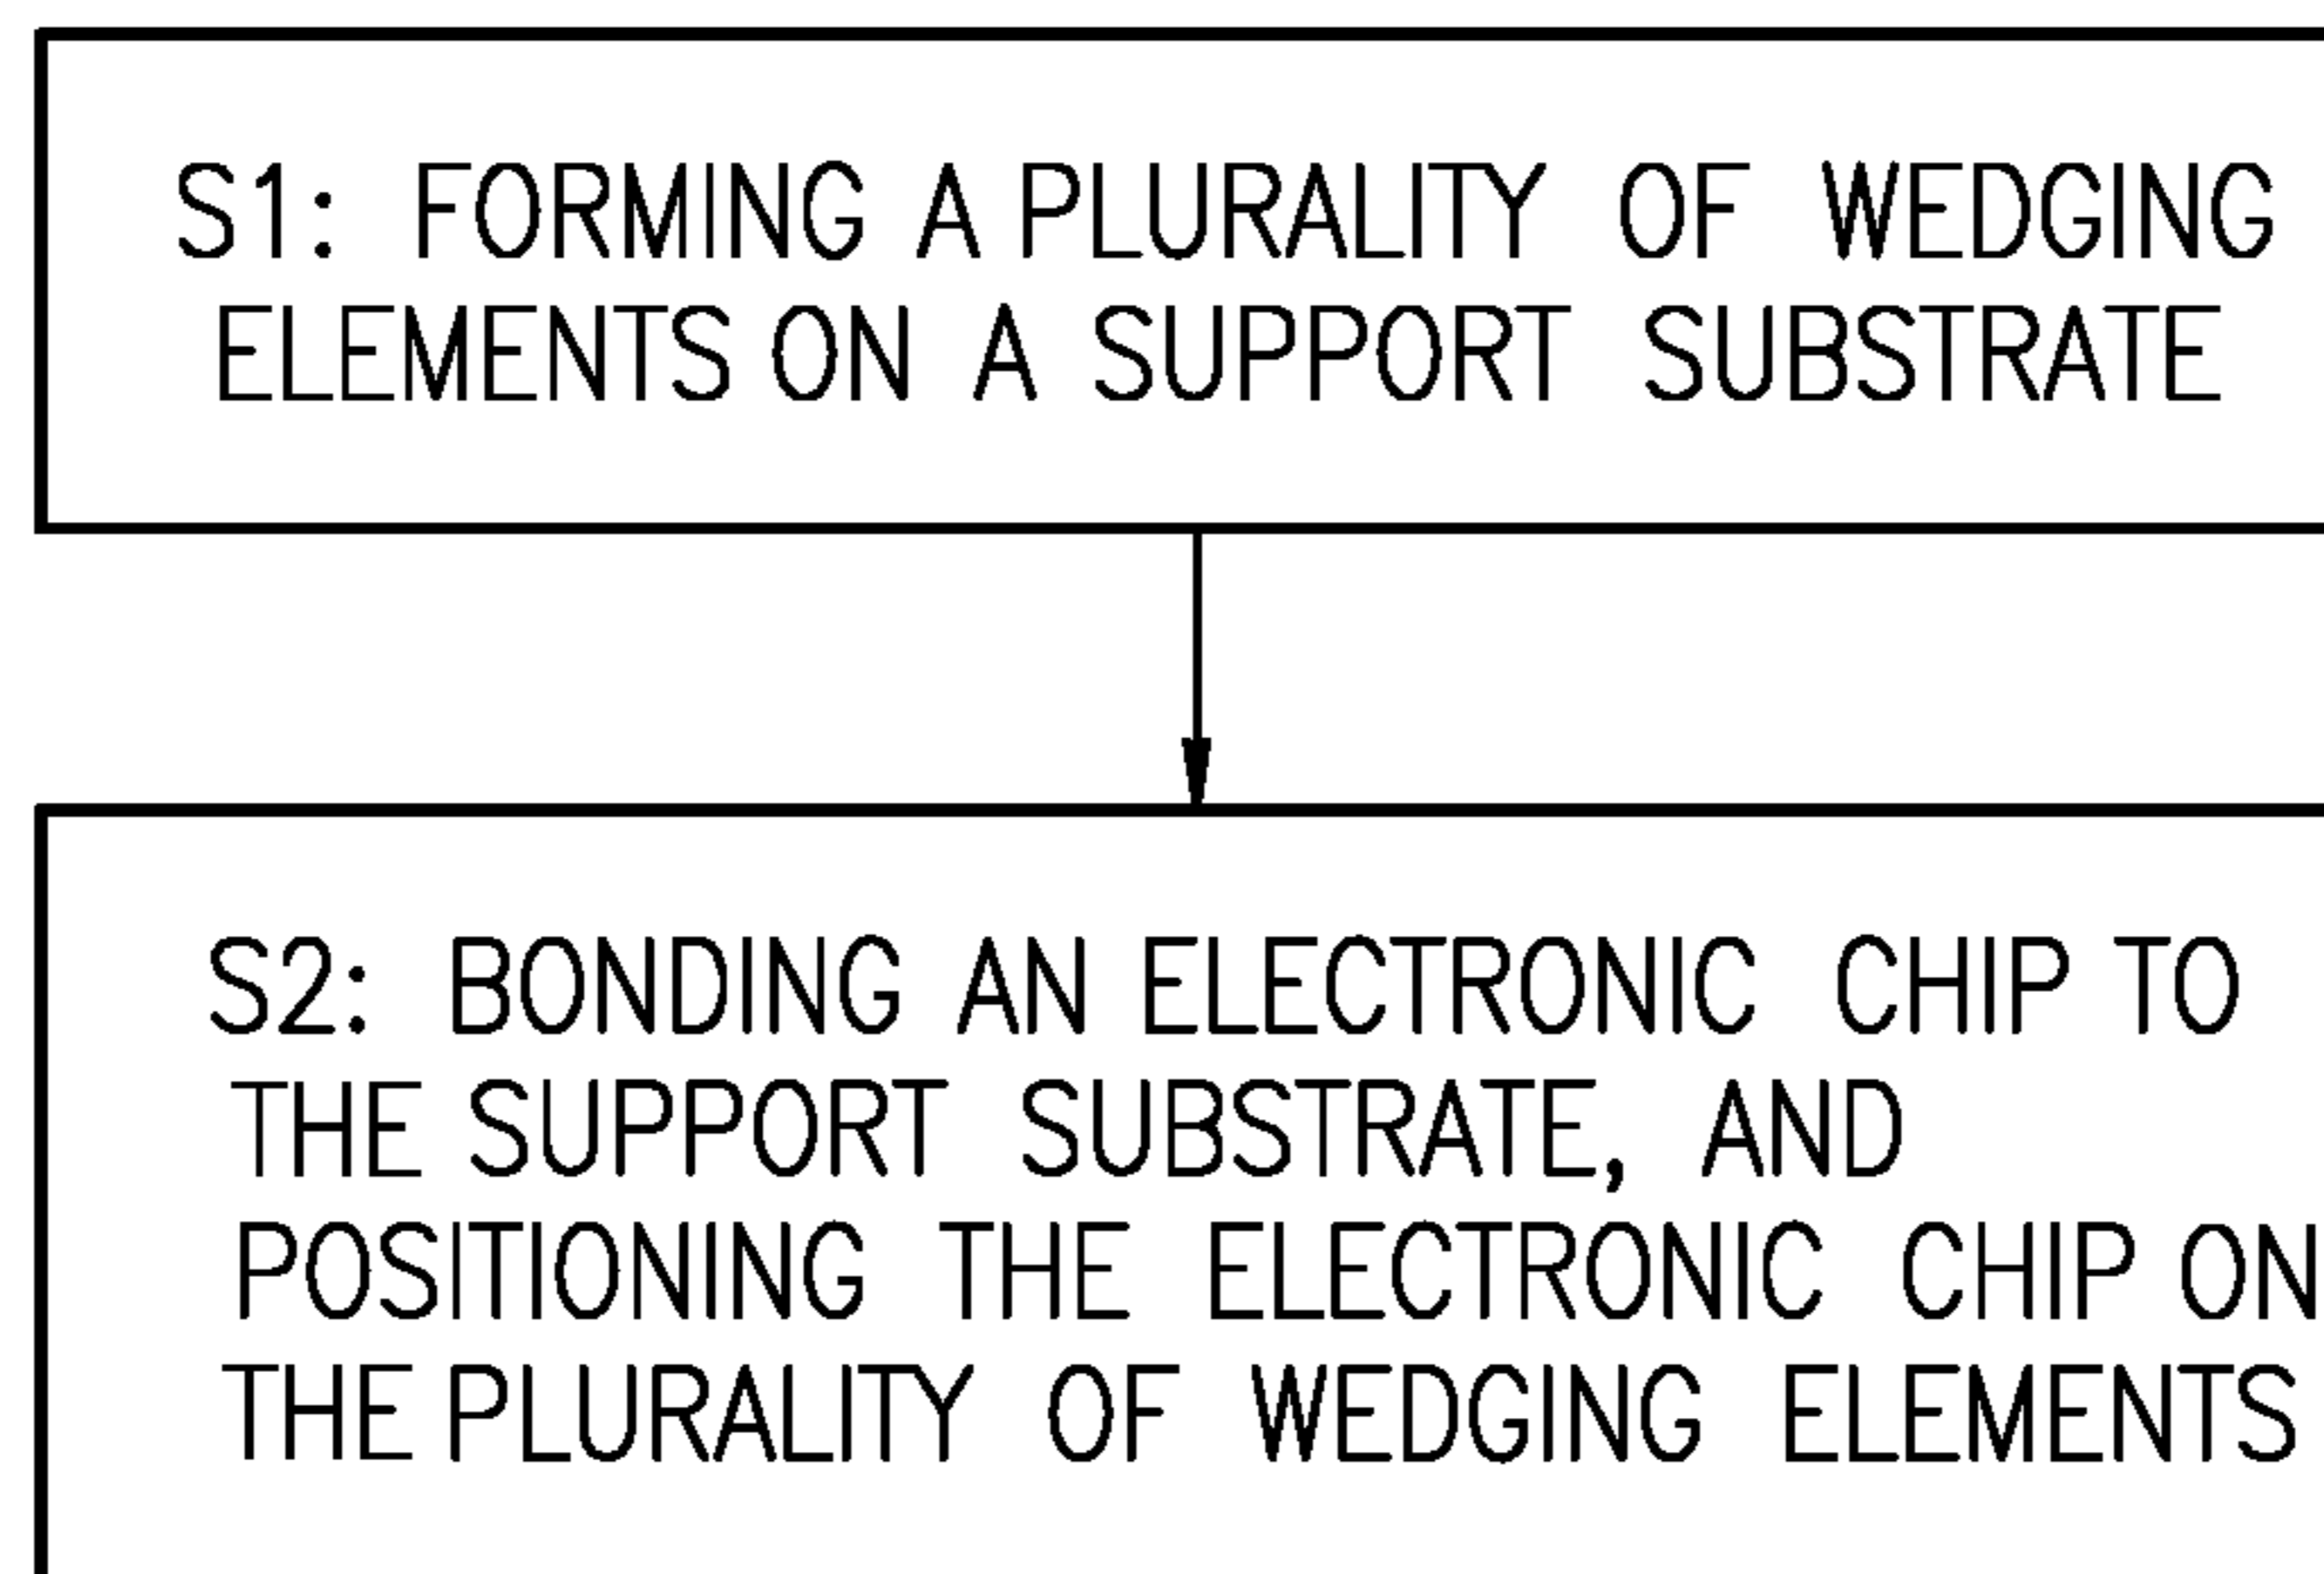 S1: FORMING A PLURALITY OF WEDGING
ELEMENTS ON A SUPPORT SUBSTRATE
S2: BONDING AN ELECTRONIC CHIP TO
THE SUPPORT SUBSTRATE, AND
POSITIONING THE ELECTRONIC CHIP ON
THE PLURALITY OF WEDGING ELEMENTS